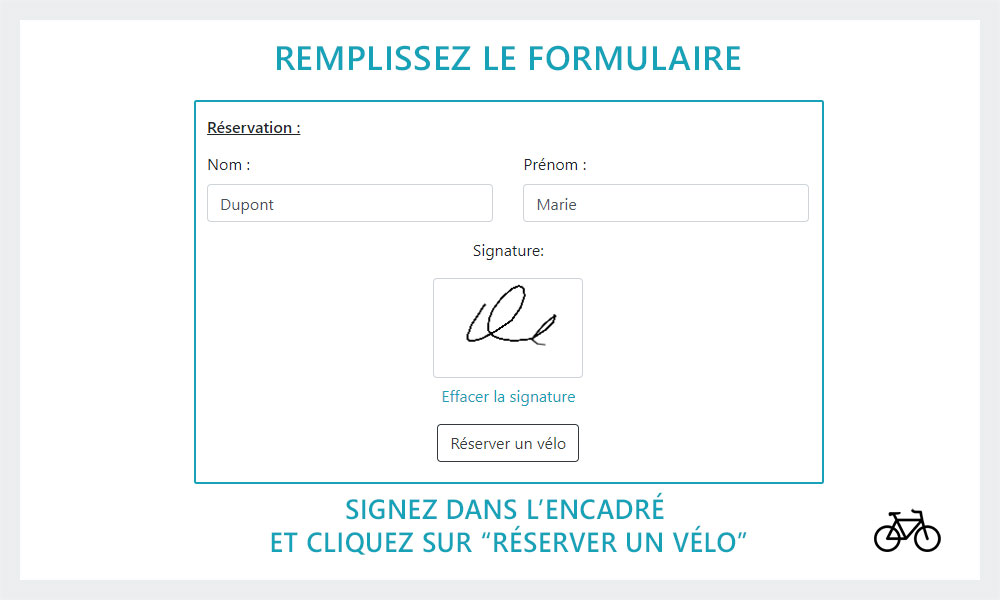 REMPLISSEZ LE FORMULAIRE
Réservation :
Nom :
Prénom :
Dupont
Marie
Signature:
Effacer la signature
Réserver un vélo
SIGNEZ DANS L’ENCADRÉ
ET CLIQUEZ SUR “RÉSERVER UN VÉLO”